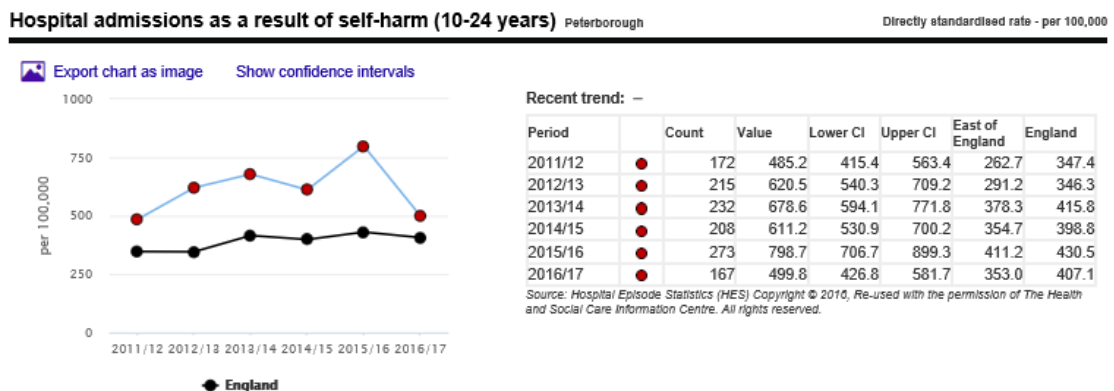 Hospital admissions as a result of self-harm (10-24 years) Peterborough Directly standardised rate - per 100,000
Export chart as image Show confidence intervals
1000
750
500
250
0
per 100,000
2011/12 2012/13 2013/14 2014/15 2015/16 2016/17
England
Recent trend: –
Period Count Value Lower CI Upper CI East of England England
2011/12 172 485.2 415.4 563.4 262.7 347.4
2012/13 215 620.5 540.3 709.2 291.2 346.3
2013/14 232 678.6 594.1 771.8 378.3 415.8
2014/15 208 611.2 530.9 700.2 354.7 398.8
2015/16 273 798.7 706.7 899.3 411.2 430.5
2016/17 167 499.8 426.8 581.7 353.0 407.1
Source: Hospital Episode Statistics (HES) Copyright © 2016, Re-used with the permission of The Health
and Social Care Information Centre. All rights reserved.